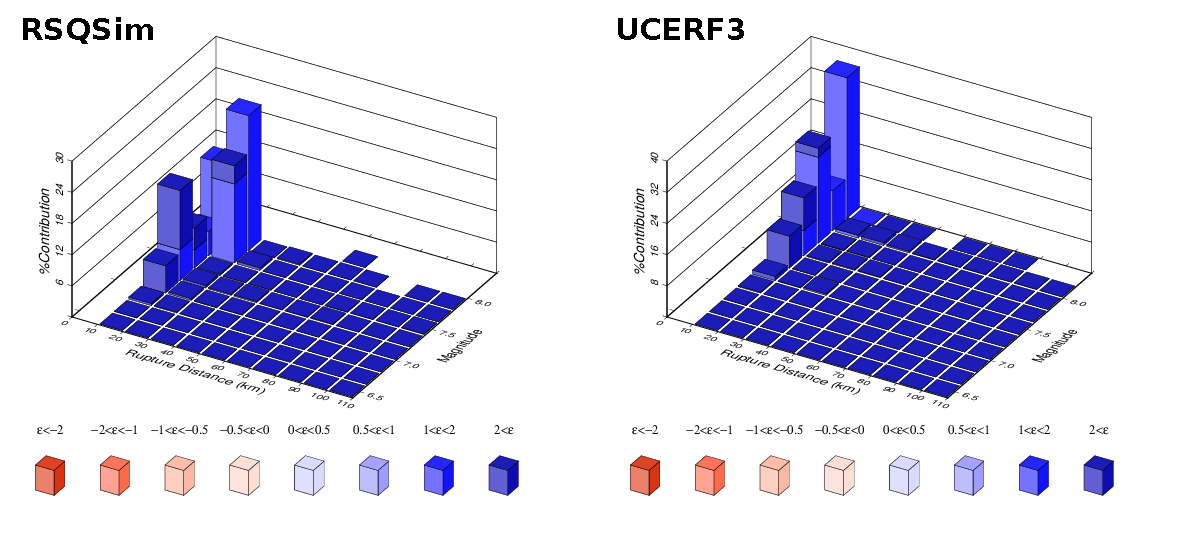 RSQSim
UCERF3
%Contribution
30
24
18
12
6
0
10
20
30
40
50
60
70
80
90
100
110
Rupture Distance (km)
8.0
7.5
7.0
6.5
Magnitude
ε<−2
−2<ε<−1
−1<ε<−0.5
−0.5<ε<0
0<ε<0.5
0.5<ε<1
1<ε<2
2<ε
%Contribution
40
32
24
16
8
0
10
20
30
40
50
60
70
80
90
100
110
Rupture Distance (km)
8.0
7.5
7.0
6.5
Magnitude
ε<−2
−2<ε<−1
−1<ε<−0.5
−0.5<ε<0
0<ε<0.5
0.5<ε<1
1<ε<2
2<ε